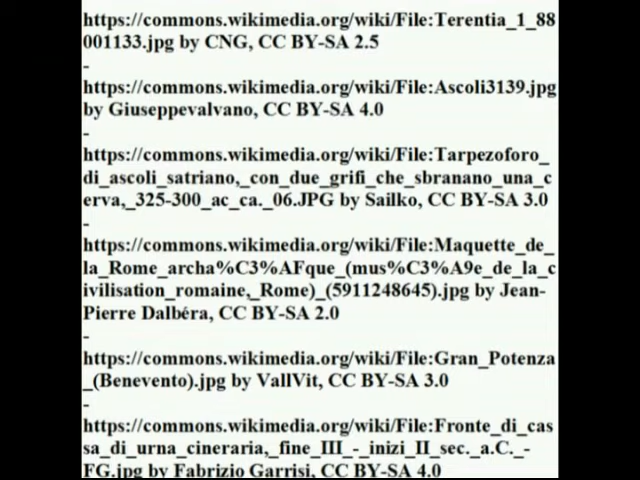 https://commons.wikimedia.org/wiki/File:Terentia_1_88
001133.jpg by CNG, CC BY-SA 2.5
-
https://commons.wikimedia.org/wiki/File:Ascoli3139.jpg
by Giuseppevalvano, CC BY-SA 4.0
-
https://commons.wikimedia.org/wiki/File:Tarpezoforo_
di_ascoli_satriano,_con_due_grifi_che_sbranano_una_c
erva,_325-300_ac_ca._06.JPG by Sailko, CC BY-SA 3.0
-
https://commons.wikimedia.org/wiki/File:Maquette_de_
la_Rome_archa%C3%AFque_(mus%C3%A9e_de_la_c
ivilisation_romaine,_Rome)_(5911248645).jpg by Jean-
Pierre Dalbéra, CC BY-SA 2.0
-
https://commons.wikimedia.org/wiki/File:Gran_Potenza
_(Benevento).jpg by VallVit, CC BY-SA 3.0
-
https://commons.wikimedia.org/wiki/File:Fronte_di_cas
sa_di_urna_cineraria,_fine_III_-_inizi_II_sec._a.C._-
FG.jpg by Fabrizio Garrisi, CC BY-SA 4.0